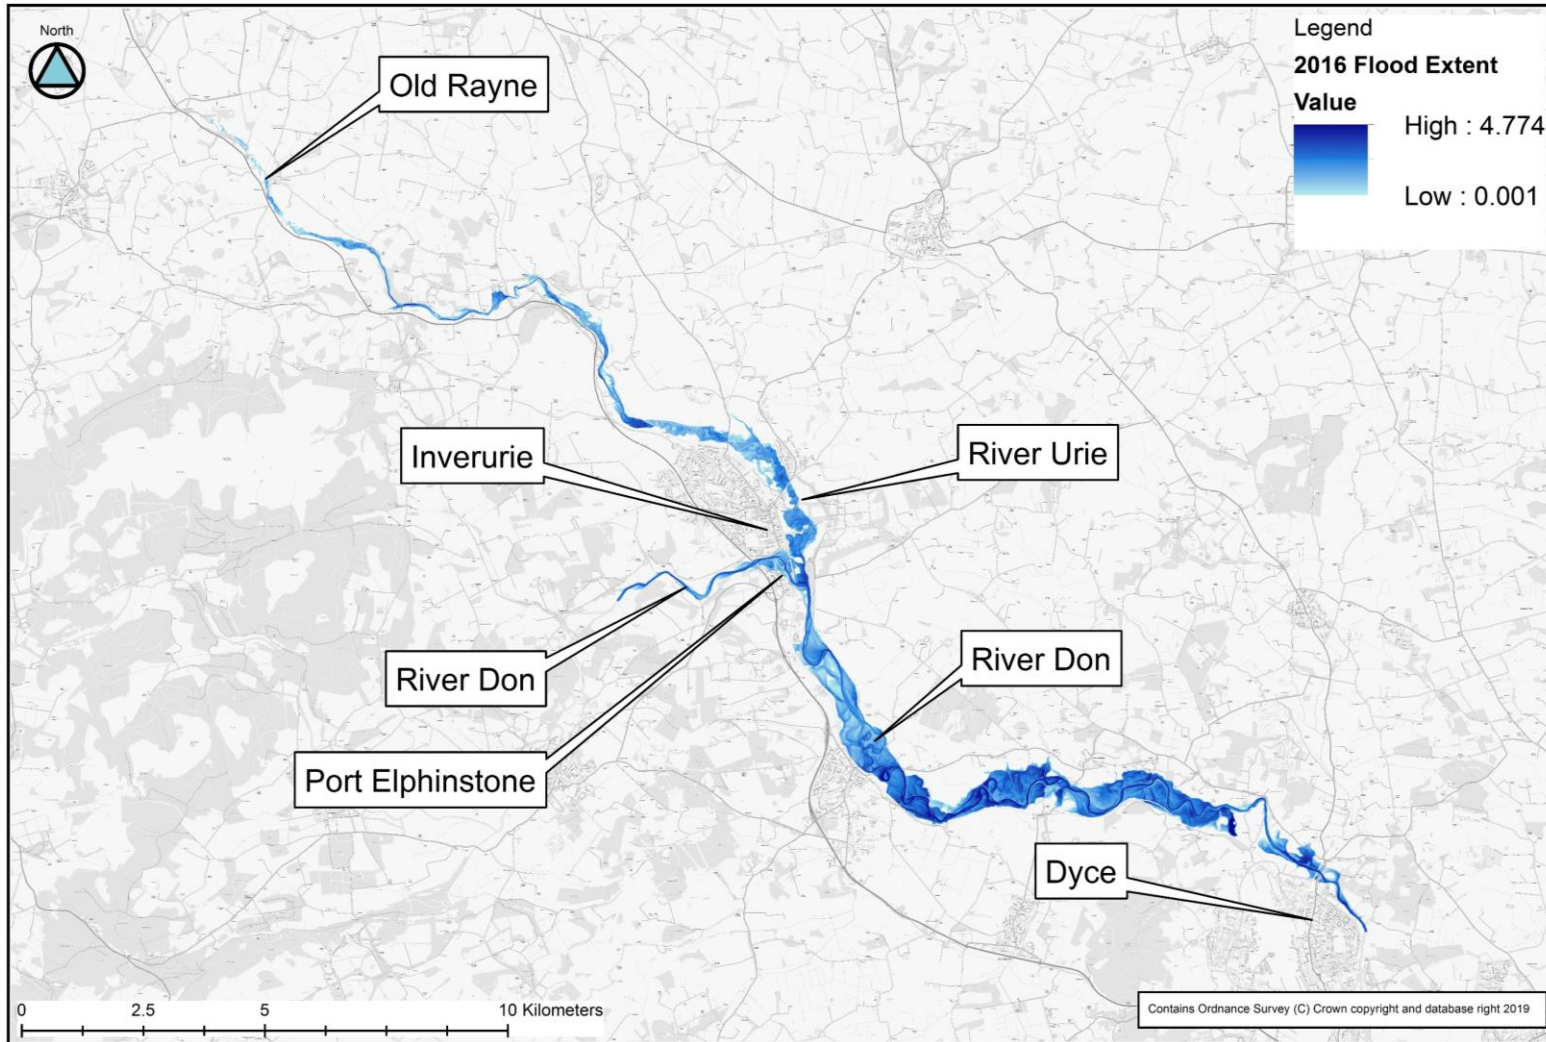 North
Legend
2016 Flood Extent
Value
High : 4.774
Low : 0.001
Old Rayne
Inverurie
River Urie
River Don
River Don
Port Elphinstone
Dyce
0 2.5 5 10 Kilometers
Contains Ordnance Survey (C) Crown copyright and database right 2019